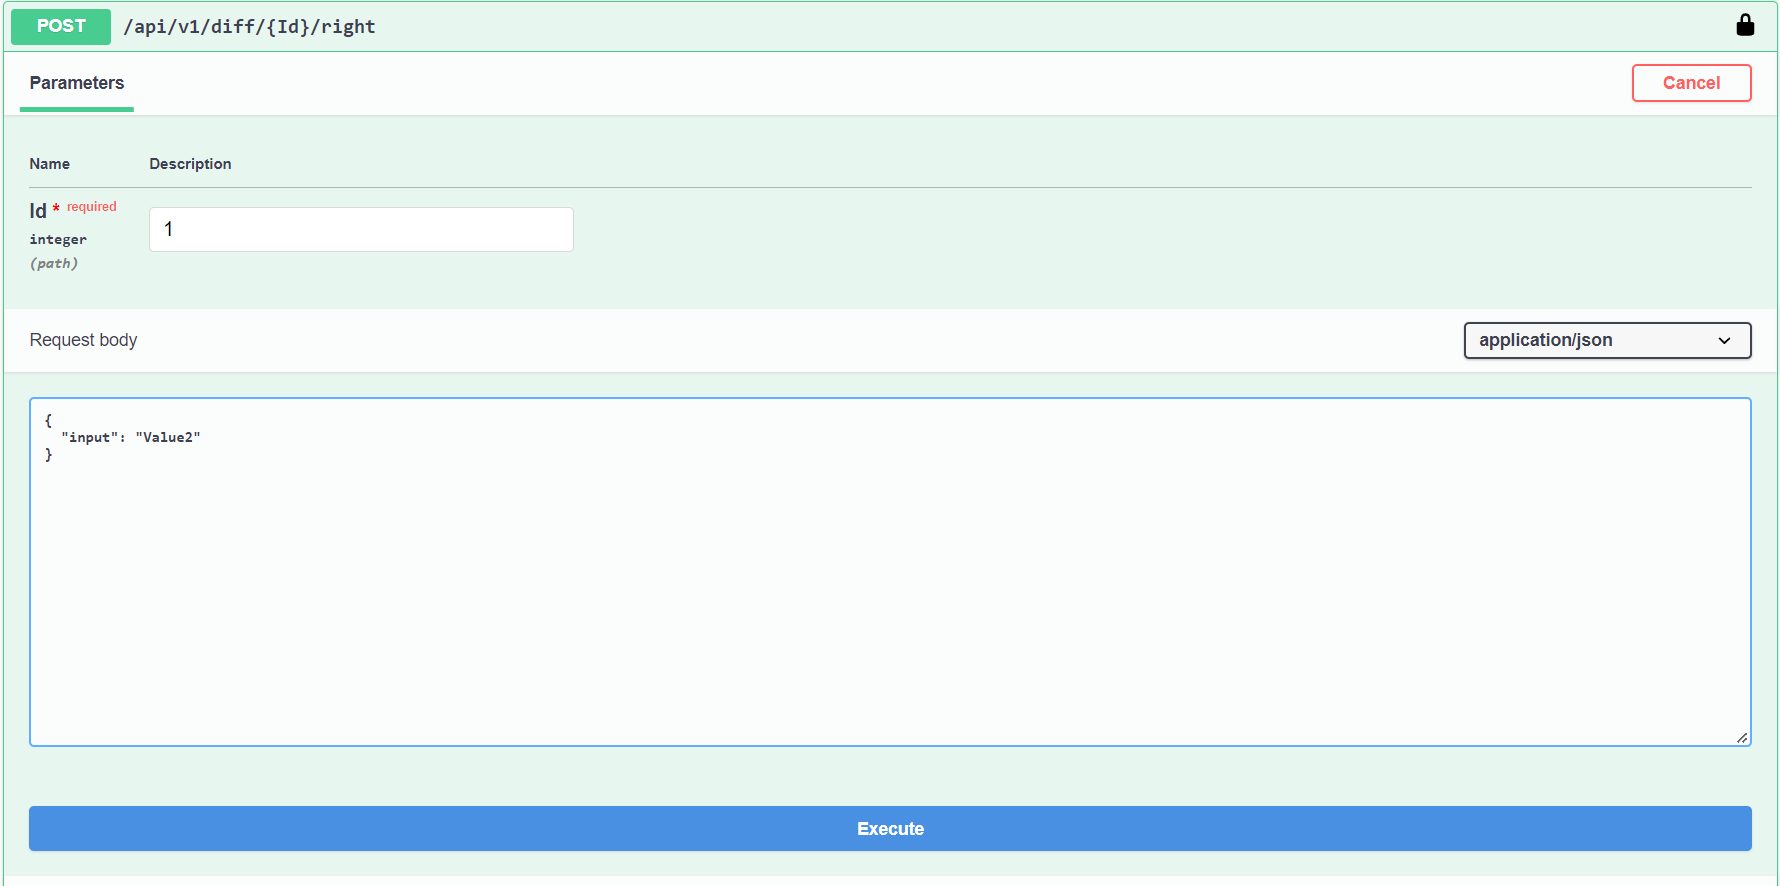 POST /api/v1/diff/{Id}/right
Parameters
Cancel
Name Description
Id * required
integer
(path)
1
Request body
application/json
{
  "input": "Value2"
}
Execute